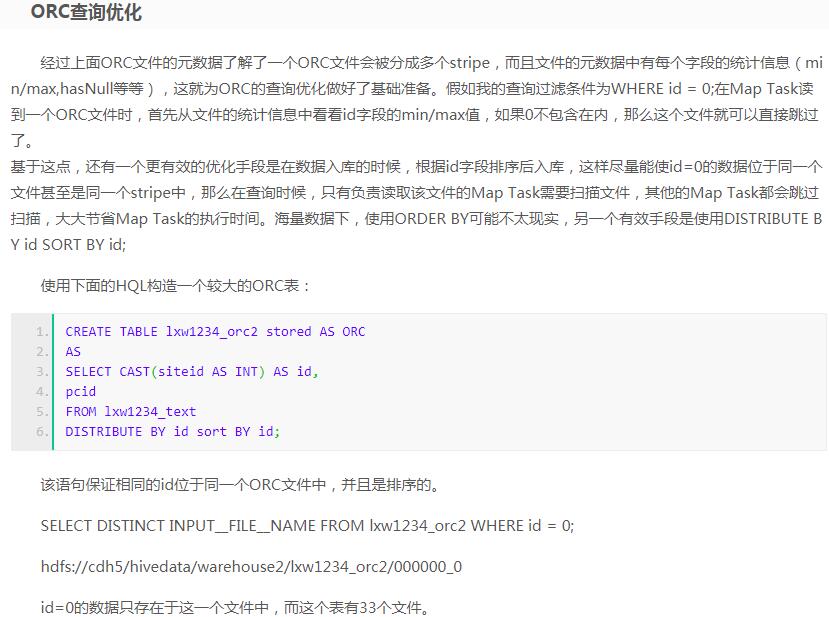 ORC查询优化
经过上面ORC文件的元数据了解了一个ORC文件会被分成多个stripe，而且文件的元数据中有每个字段的统计信息（mi
n/max,hasNull等等），这就为ORC的查询优化做好了基础准备。假如我的查询过滤条件为WHERE id = 0;在Map Task读
到一个ORC文件时，首先从文件的统计信息中看看id字段的min/max值，如果0不包含在内，那么这个文件就可以直接跳过
了。
基于这点，还有一个更有效的优化手段是在数据入库的时候，根据id字段排序后入库，这样尽量能使id=0的数据位于同一个
文件甚至是同一个stripe中，那么在查询时候，只有负责读取该文件的Map Task需要扫描文件，其他的Map Task都会跳过
扫描，大大节省Map Task的执行时间。海量数据下，使用ORDER BY可能不太现实，另一个有效手段是使用DISTRIBUTE B
Y id SORT BY id;
使用下面的HQL构造一个较大的ORC表：
1. CREATE TABLE lxw1234_orc2 stored AS ORC
2. AS
3. SELECT CAST(siteid AS INT) AS id,
4. pcid
5. FROM lxw1234_text
6. DISTRIBUTE BY id sort BY id;
该语句保证相同的id位于同一个ORC文件中，并且是排序的。
SELECT DISTINCT INPUT__FILE__NAME FROM lxw1234_orc2 WHERE id = 0;
hdfs://cdh5/hivedata/warehouse2/lxw1234_orc2/000000_0
id=0的数据只存在于这一个文件中，而这个表有33个文件。